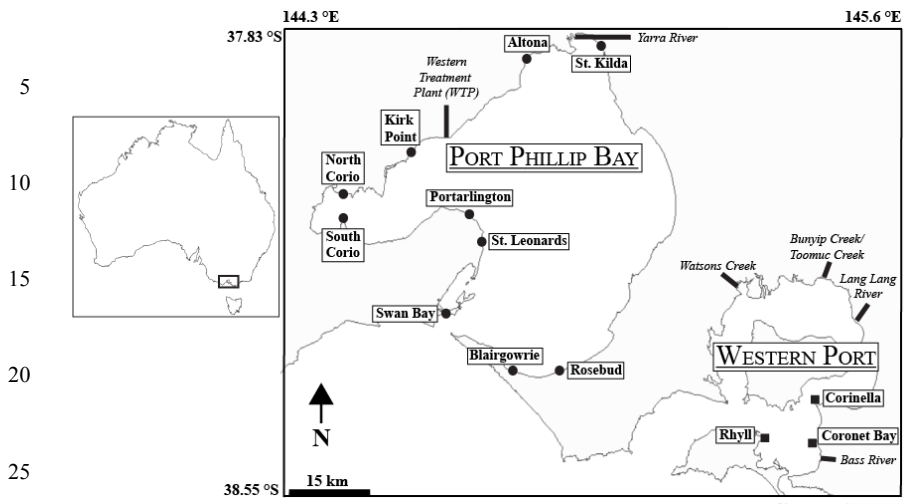 144.3 °E
145.6 °E
37.83 °S
Yarra River
Altona
St. Kilda
Western
Treatment
Plant (WTP)
5
Kirk
Point
PORT PHILLIP BAY
North
Corio
10
Portarlington
South
Corio
St. Leonards
Bunyip Creek/
Toomuc Creek
Watsons Creek
Lang Lang
River
15
Swan Bay
WESTERN PORT
Blairgowrie
Rosebud
20
Corinella
N
Rhyll
Coronet Bay
Bass River
25
15 km
38.55 °S